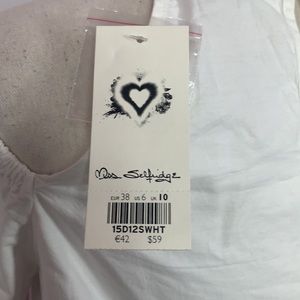 Miss Selfridge
EUR 38 US 6 UK 10
15D12SWHT
€42 $59